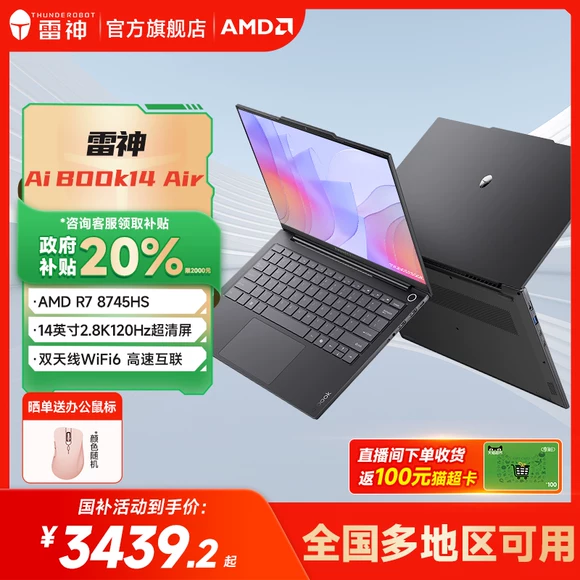 THUNDEROBOT
雷神 官方旗舰店 AMD
雷神
Ai BOOk14 Air
*咨询客服领取补贴
政府补贴 20% 限2000元
AMD R7 8745HS
14英寸2.8K120Hz超清屏
双天线WiFi6 高速互联
晒单送办公鼠标
*颜色随机
book
直播间下单收货
返100元猫超卡
¥100
国补活动到手价:
¥3439.2起
全国多地区可用